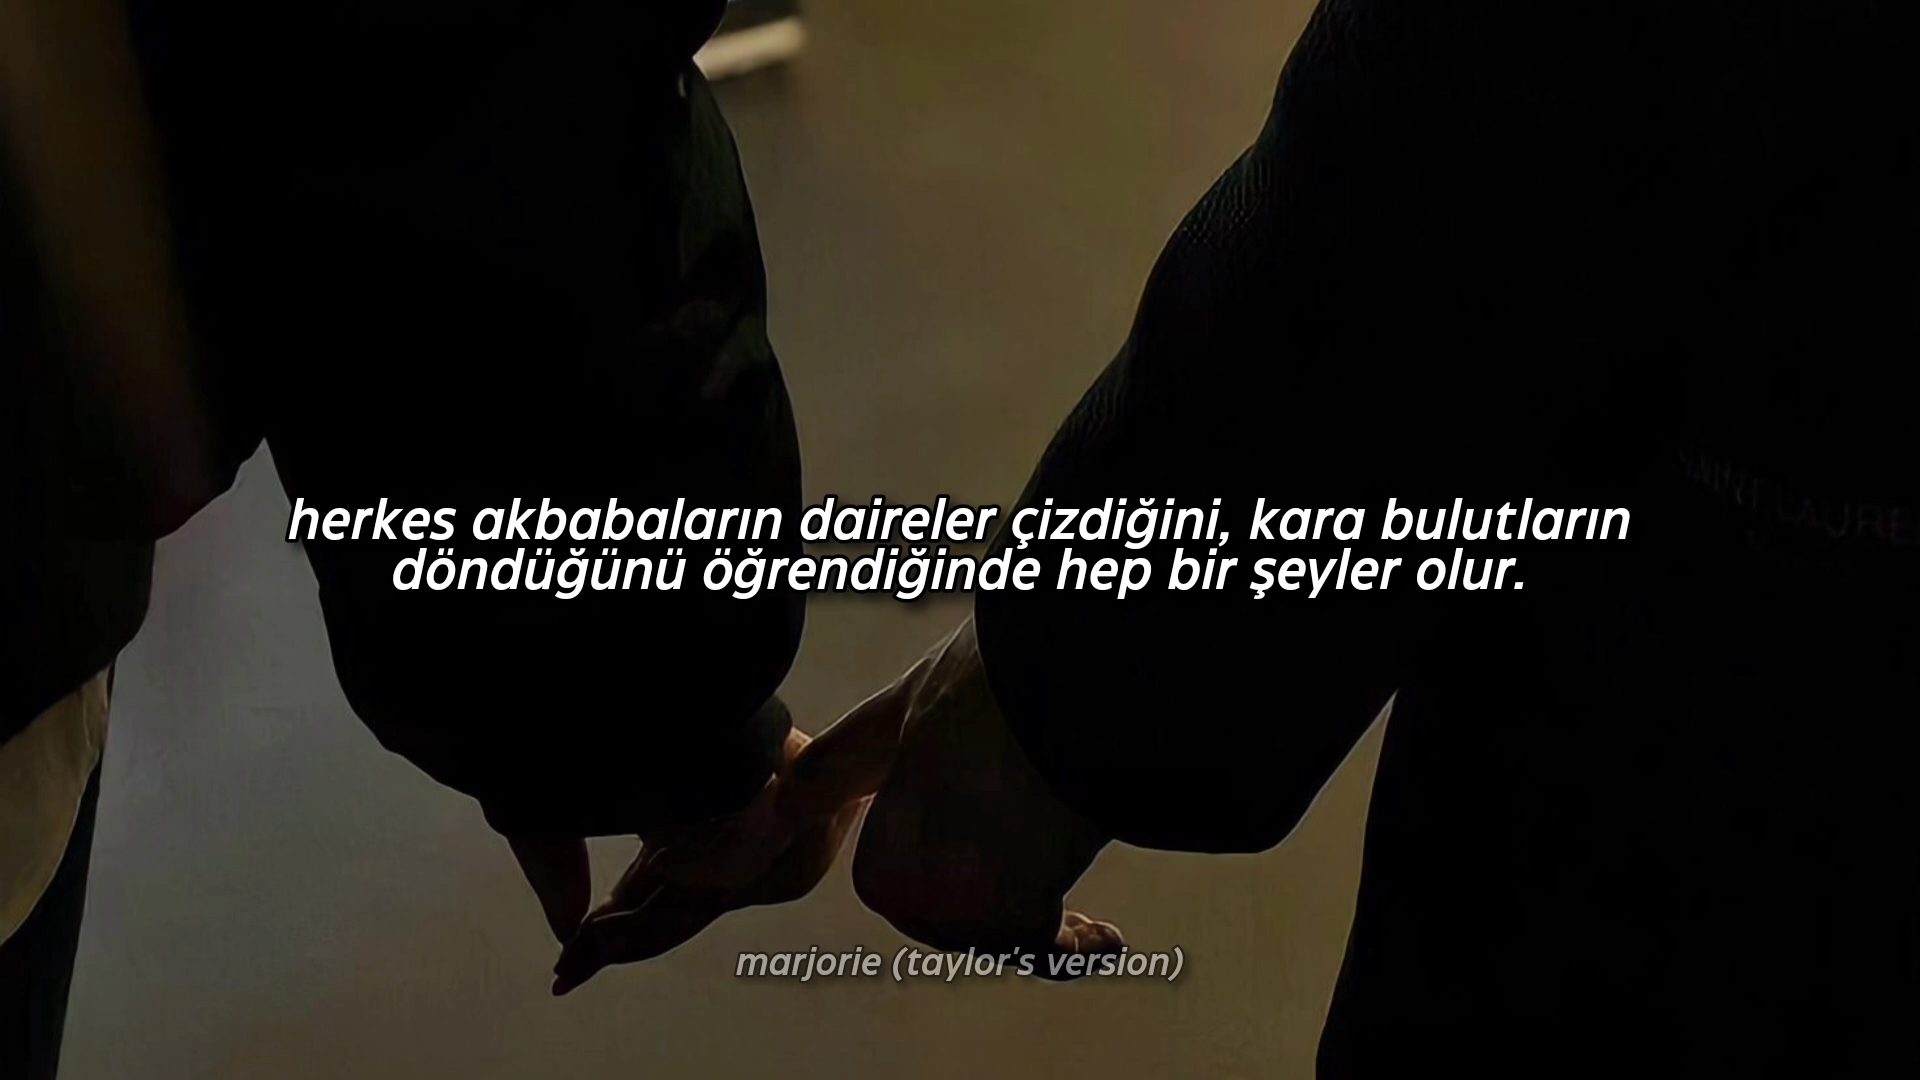 herkes akbabaların daireler çizdiğini, kara bulutların
döndüğünü öğrendiğinde hep bir şeyler olur.
marjorie (taylor's version)